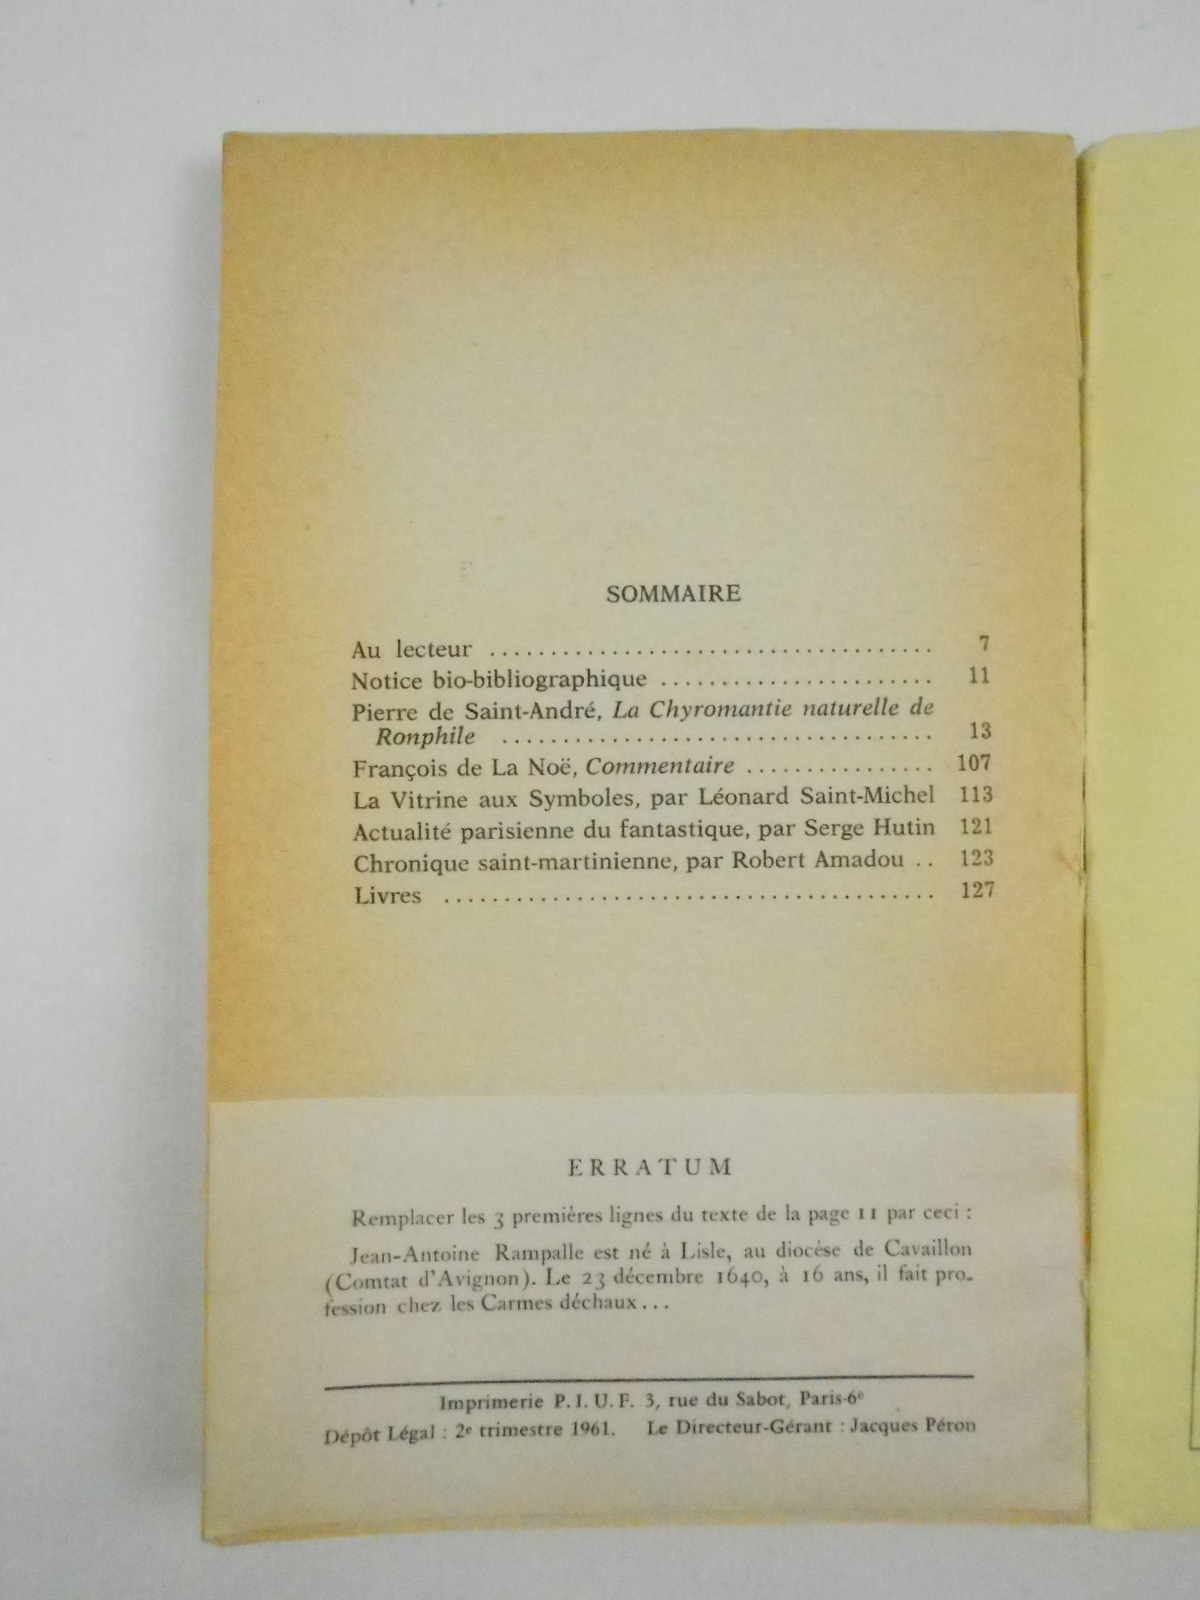 SOMMAIRE
Au lecteur ..................................... 7
Notice bio-bibliographique ....................... 11
Pierre de Saint-André, La Chyromantie naturelle de
Ronphile .................................... 13
François de La Noë, Commentaire ................ 107
La Vitrine aux Symboles, par Léonard Saint-Michel 113
Actualité parisienne du fantastique, par Serge Hutin 121
Chronique saint-martinienne, par Robert Amadou .. 123
Livres ......................................... 127
ERRATUM
Remplacer les 3 premières lignes du texte de la page 11 par ceci :
Jean-Antoine Rampalle est né à Lisle, au diocèse de Cavaillon
(Comtat d'Avignon). Le 23 décembre 1640, à 16 ans, il fait pro-
fession chez les Carmes déchaux...
Imprimerie P.I.U.F. 3, rue du Sabot, Paris-6e
Dépôt Légal : 2e trimestre 1961. Le Directeur-Gérant : Jacques Péron